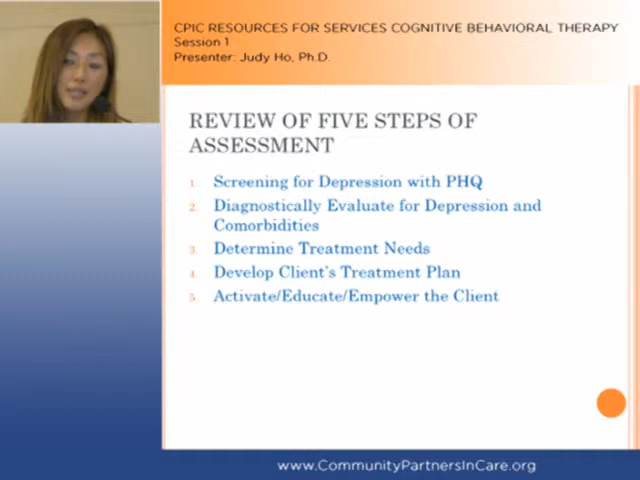 CPIC RESOURCES FOR SERVICES COGNITIVE BEHAVIORAL THERAPY
Session 1
Presenter: Judy Ho, Ph.D.
REVIEW OF FIVE STEPS OF
ASSESSMENT
1. Screening for Depression with PHQ
2. Diagnostically Evaluate for Depression and
Comorbidities
3. Determine Treatment Needs
4. Develop Client's Treatment Plan
5. Activate/Educate/Empower the Client
www.CommunityPartnersInCare.org